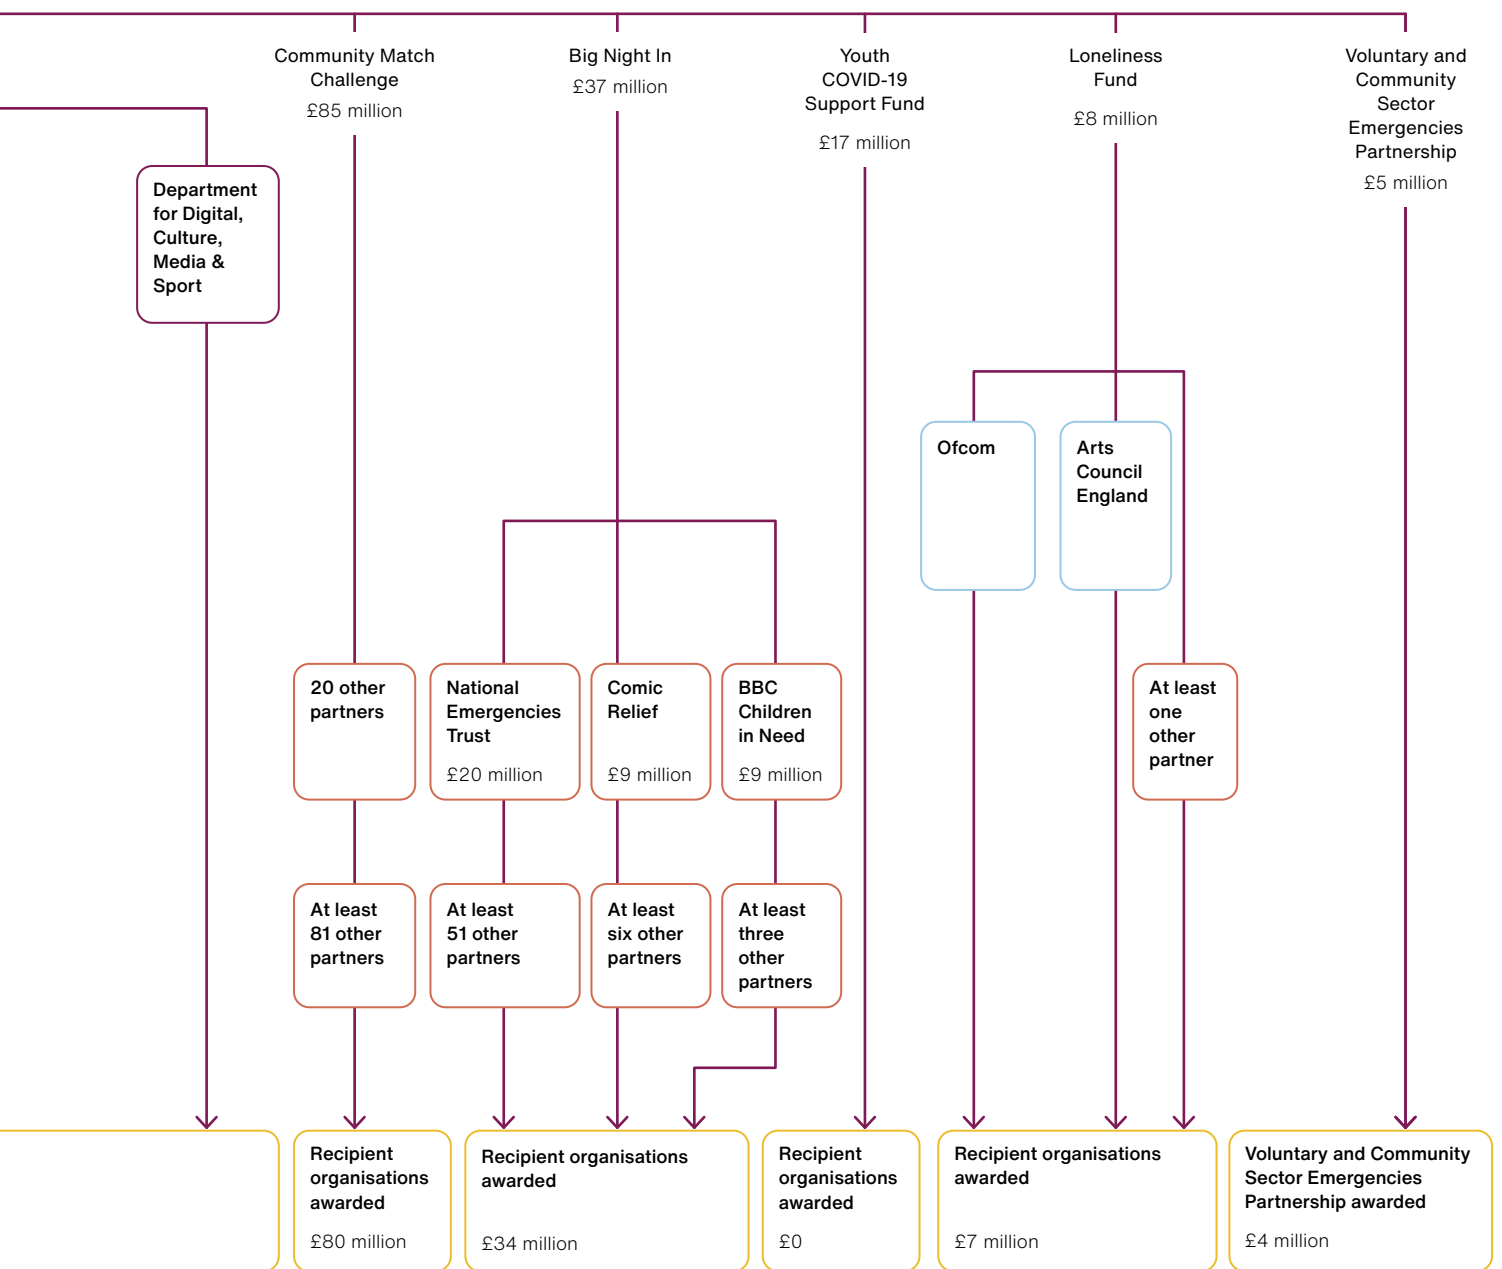 Community Match
Challenge
£85 million
Big Night In
£37 million
Youth
COVID-19
Support Fund
£17 million
Loneliness
Fund
£8 million
Voluntary and
Community
Sector
Emergencies
Partnership
£5 million
Department
for Digital,
Culture,
Media &
Sport
Ofcom
Arts
Council
England
20 other
partners
National
Emergencies
Trust
£20 million
Comic
Relief
£9 million
BBC
Children
in Need
£9 million
At least
one
other
partner
At least
81 other
partners
At least
51 other
partners
At least
six other
partners
At least
three
other
partners
Recipient
organisations
awarded
£80 million
Recipient organisations
awarded
£34 million
Recipient
organisations
awarded
£0
Recipient organisations
awarded
£7 million
Voluntary and Community
Sector Emergencies
Partnership awarded
£4 million